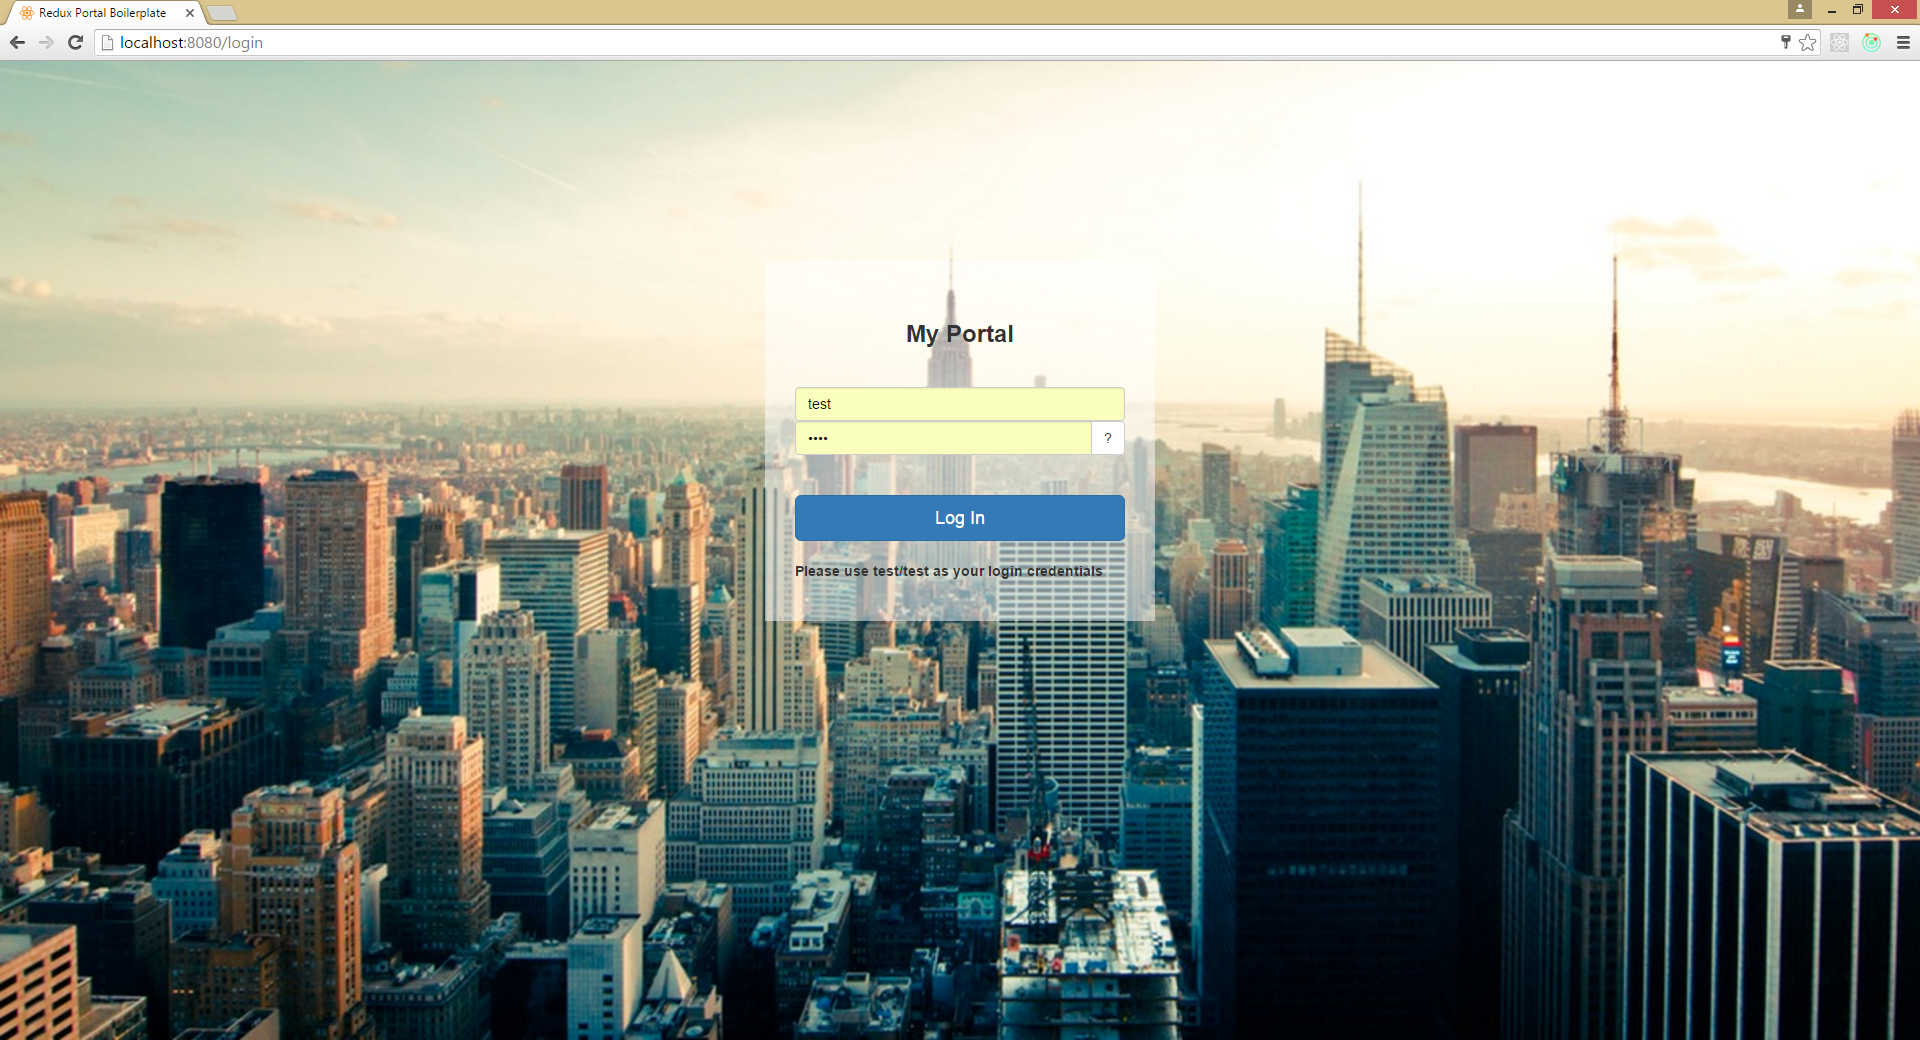 Redux Portal Boilerplate
localhost:8080/login
My Portal
test
••••
?
Log In
Please use test/test as your login credentials